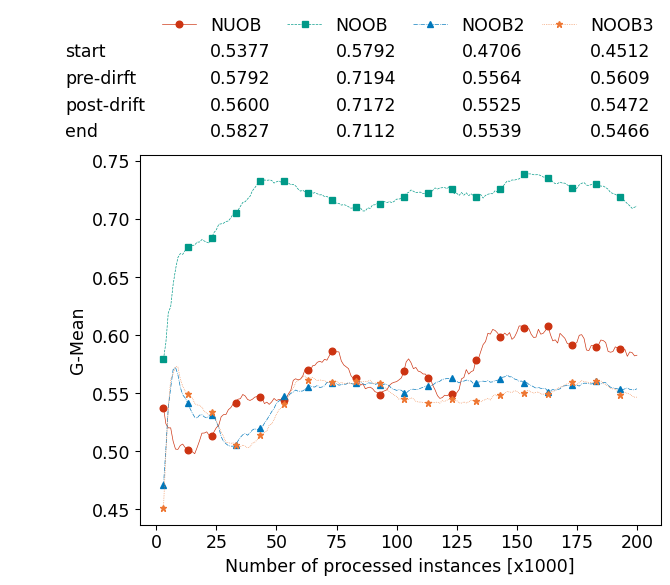 NUOB NOOB NOOB2 NOOB3
start 0.5377 0.5792 0.4706 0.4512
pre-dirft 0.5792 0.7194 0.5564 0.5609
post-drift 0.5600 0.7172 0.5525 0.5472
end 0.5827 0.7112 0.5539 0.5466
0.75
0.70
0.65
0.60
0.55
0.50
0.45
G-Mean
0 25 50 75 100 125 150 175 200
Number of processed instances [x1000]